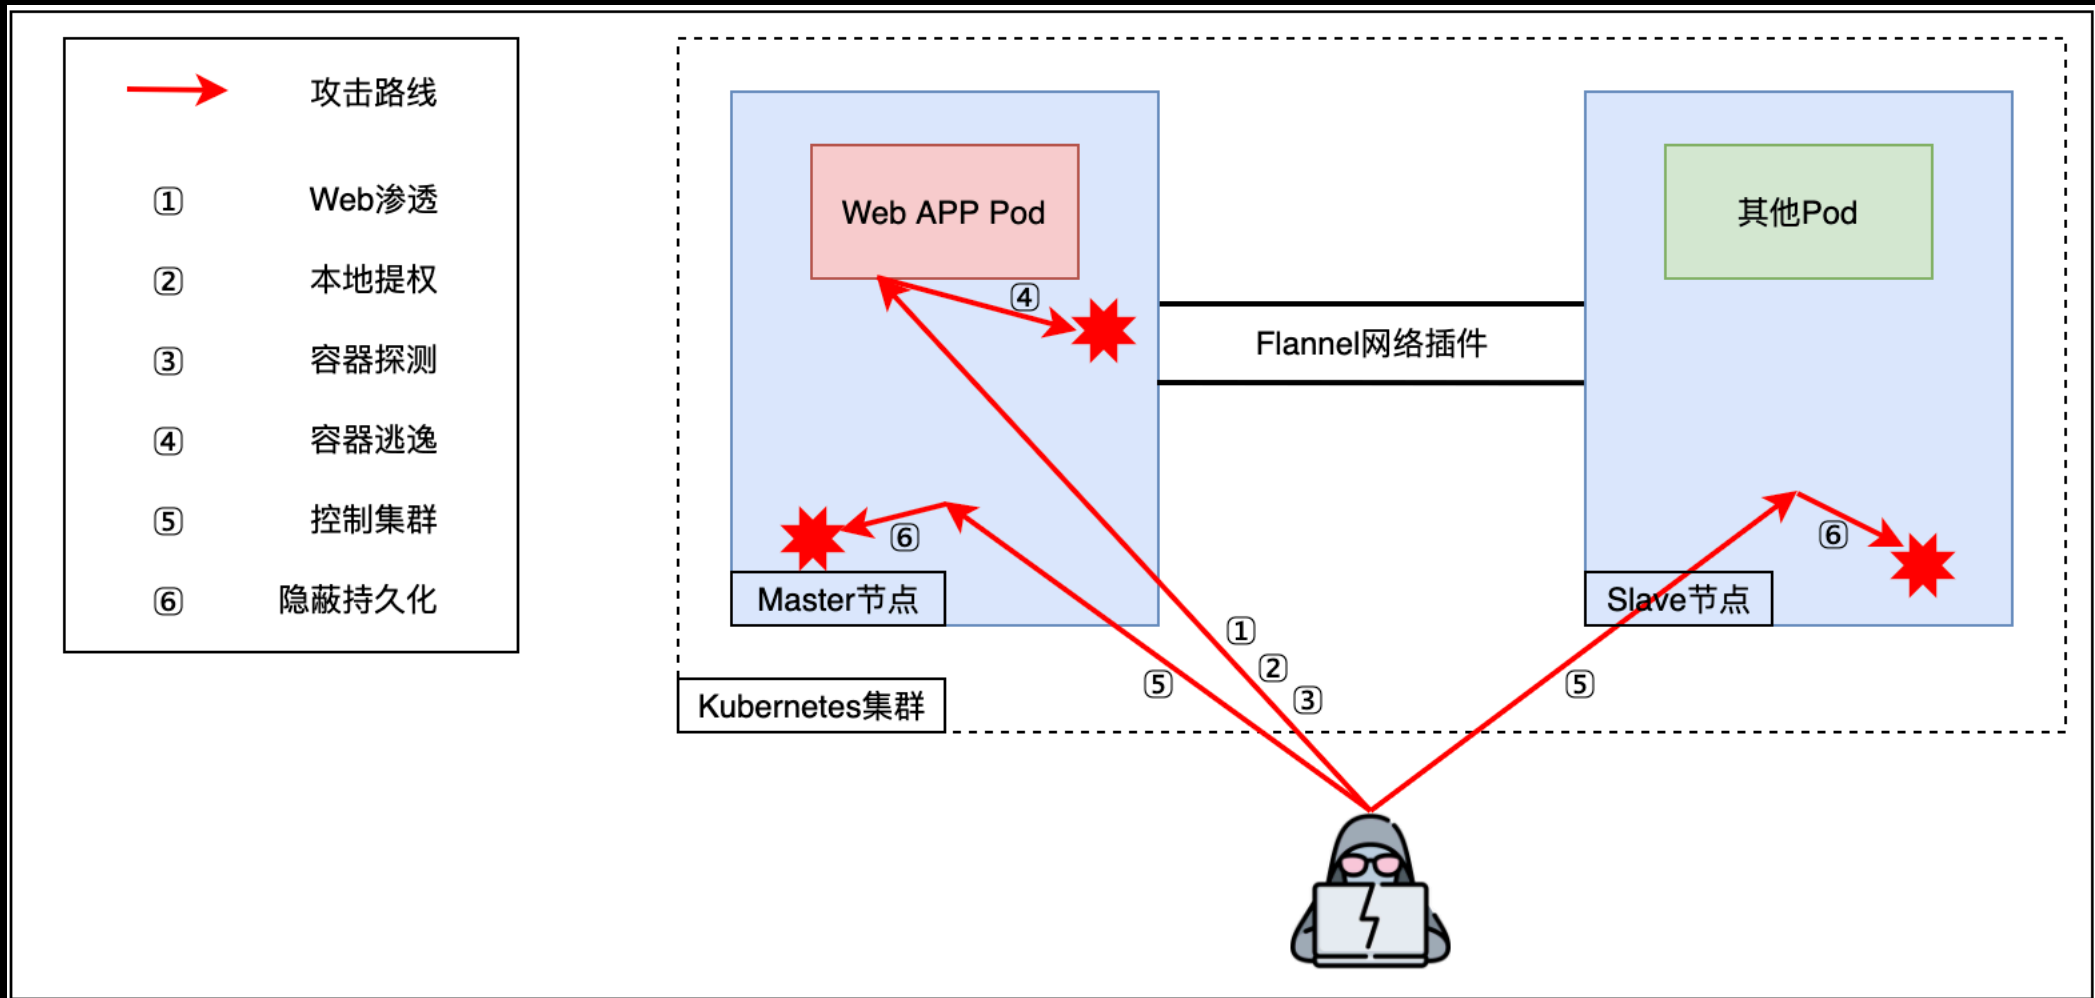 攻击路线
① Web渗透
② 本地提权
③ 容器探测
④ 容器逃逸
⑤ 控制集群
⑥ 隐蔽持久化
Web APP Pod
其他Pod
④
Flannel网络插件
⑥
⑥
Master节点
Slave节点
①
②
③
⑤
⑤
Kubernetes集群